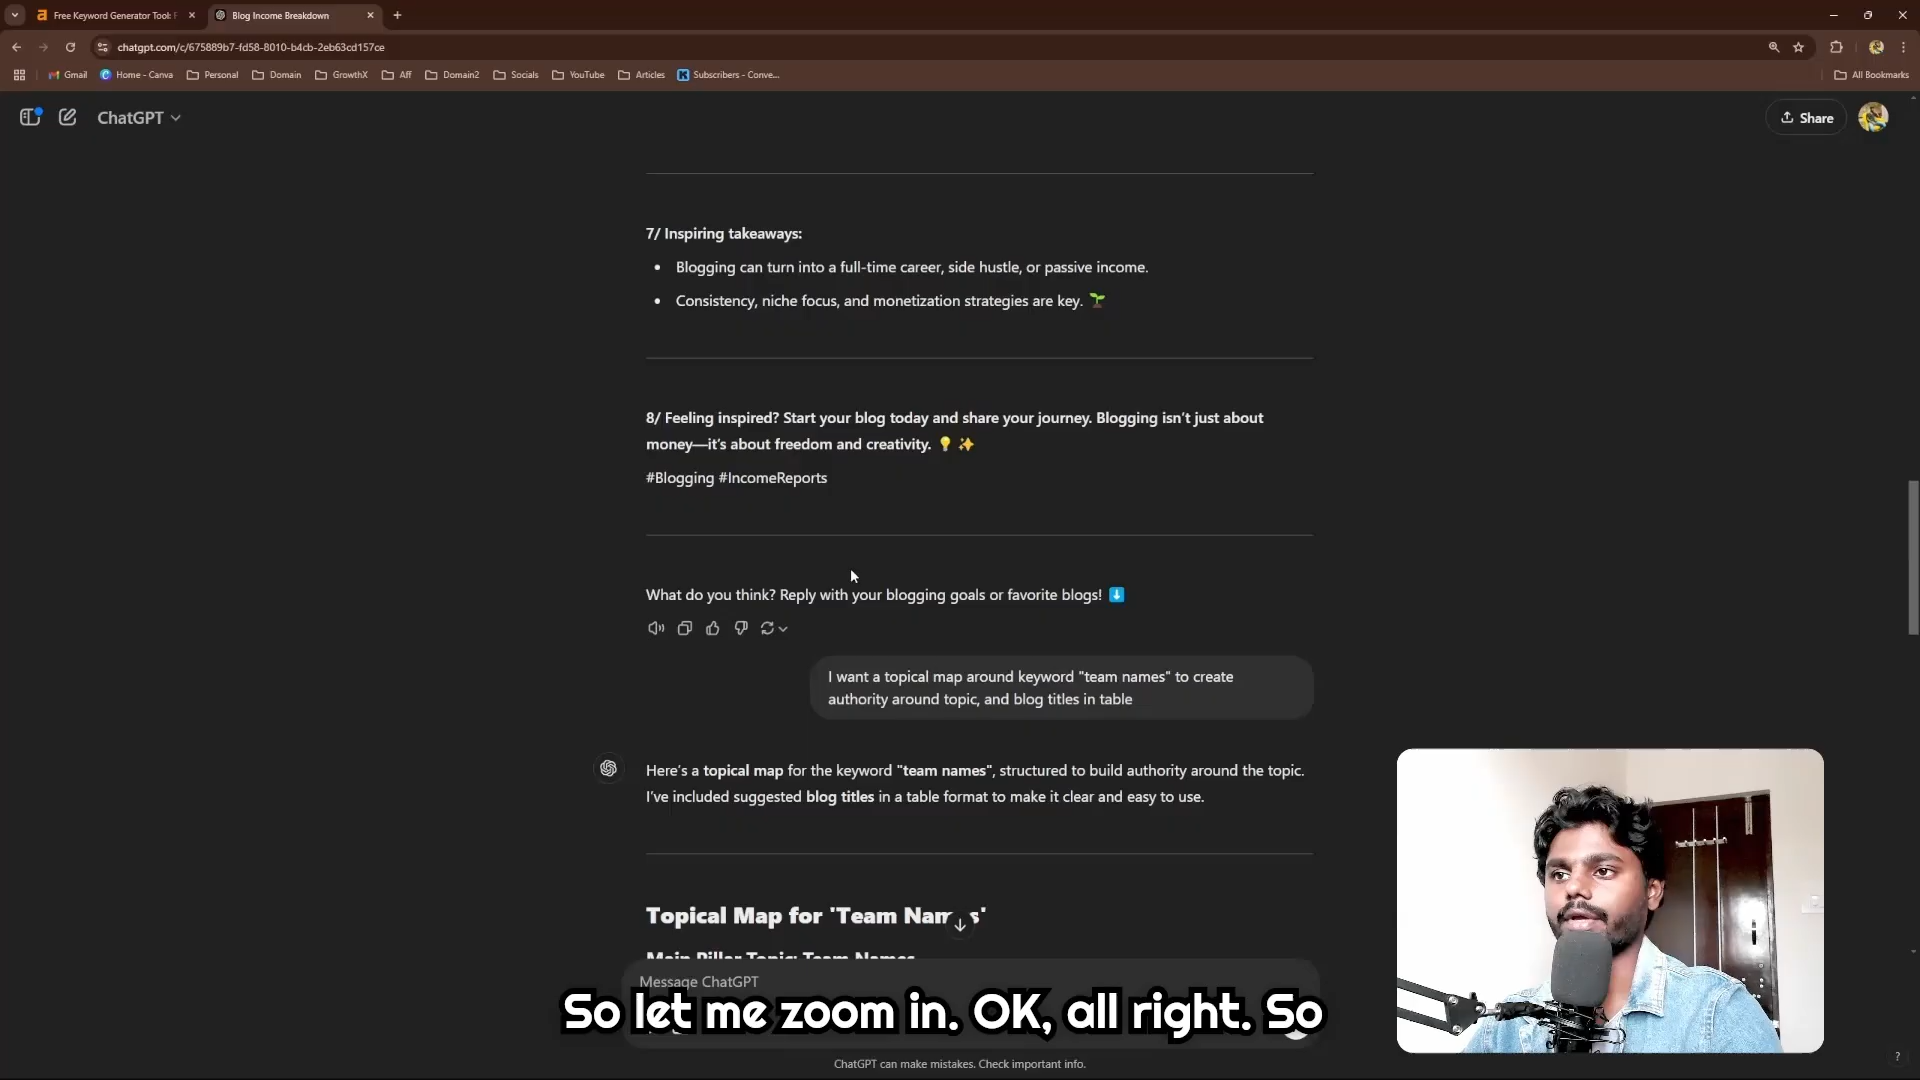 Free Keyword Generator Tool: F
Blog Income Breakdown
chatgpt.com/c/675889b7-fd58-8010-b4cb-2eb63cd157ce
Gmail
Home - Canva
Personal
Domain
GrowthX
Aff
Domain2
Socials
YouTube
Articles
Subscribers - Conve...
All Bookmarks
ChatGPT
Share
7/ Inspiring takeaways:
• Blogging can turn into a full-time career, side hustle, or passive income.
• Consistency, niche focus, and monetization strategies are key. 🌱
8/ Feeling inspired? Start your blog today and share your journey. Blogging isn't just about
money—it's about freedom and creativity. 💡✨
#Blogging #IncomeReports
What do you think? Reply with your blogging goals or favorite blogs! ⬇️
I want a topical map around keyword "team names" to create
authority around topic, and blog titles in table
Here's a topical map for the keyword "team names", structured to build authority around the topic.
I've included suggested blog titles in a table format to make it clear and easy to use.
Topical Map for 'Team Names'
Main Pillar Topic: Team Names
Message ChatGPT
So let me zoom in. OK, all right. So
ChatGPT can make mistakes. Check important info.
?